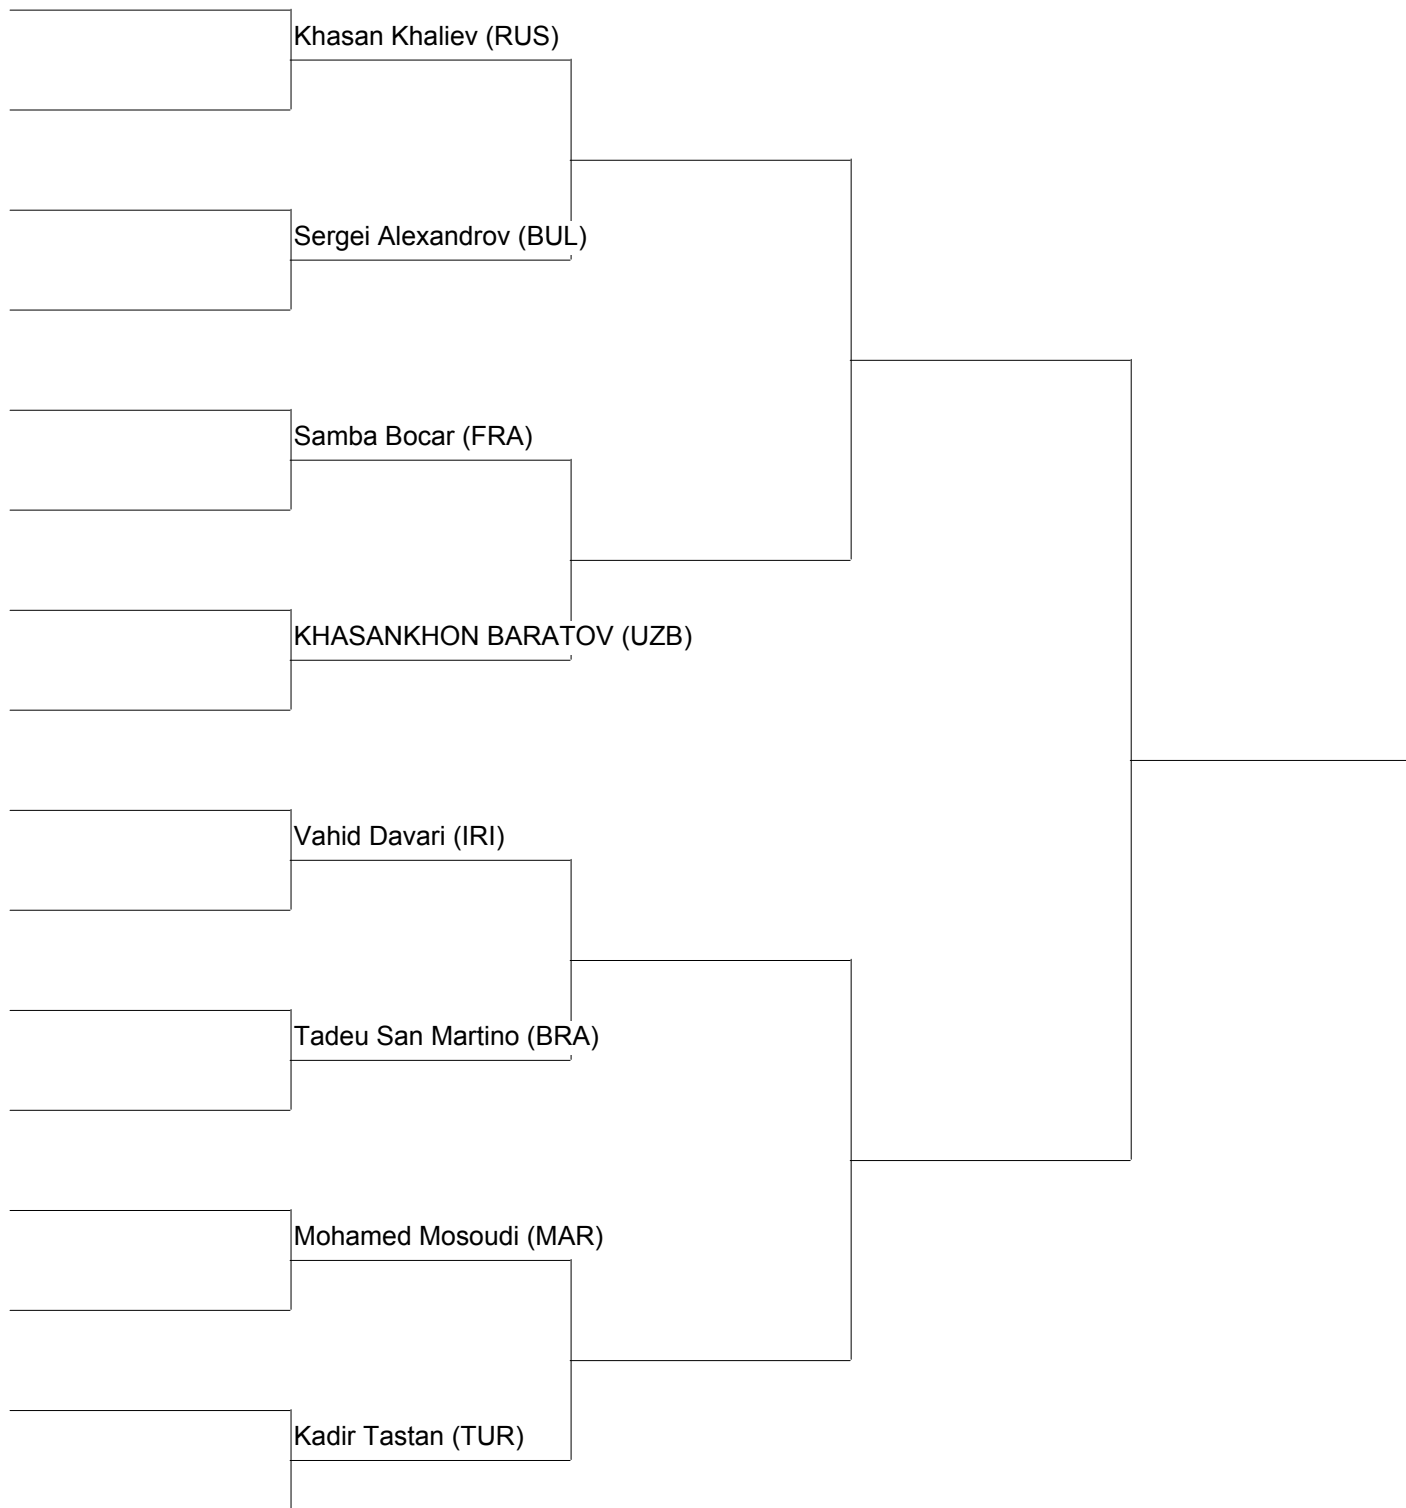 Khasan Khaliev (RUS)
Sergei Alexandrov (BUL)
Samba Bocar (FRA)
KHASANKHON BARATOV (UZB)
Vahid Davari (IRI)
Tadeu San Martino (BRA)
Mohamed Mosoudi (MAR)
Kadir Tastan (TUR)